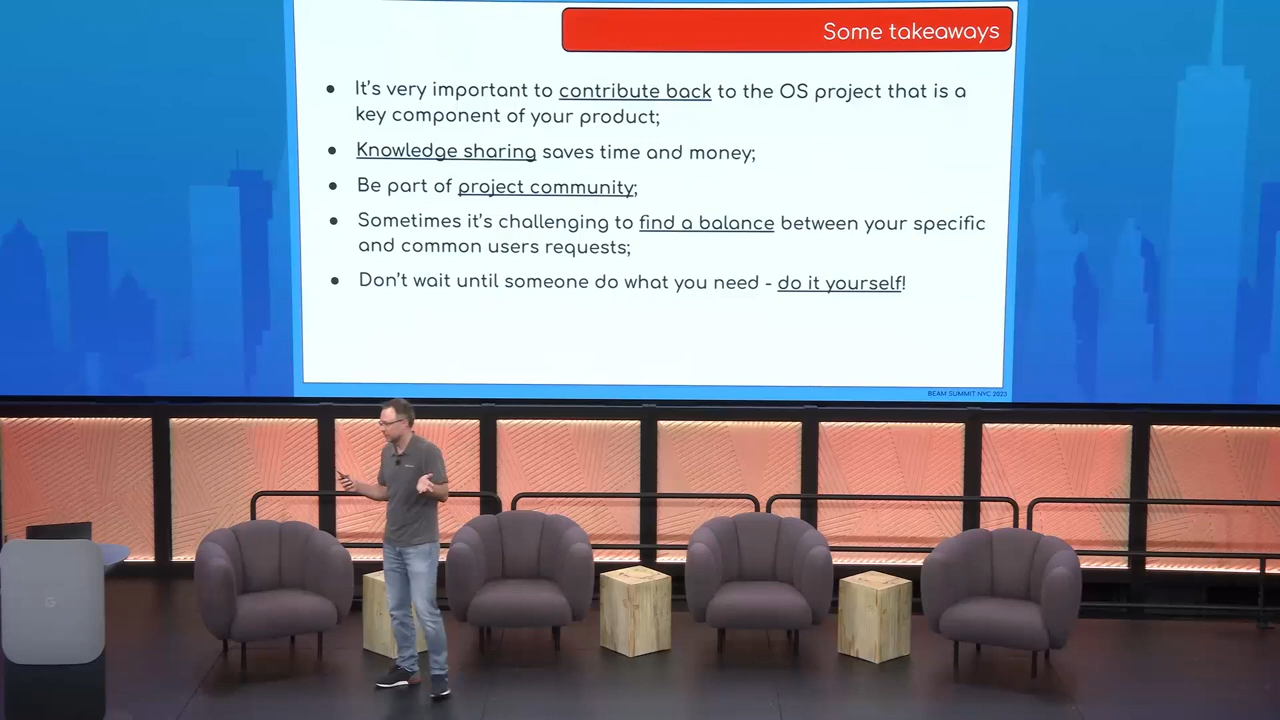 Some takeaways
● It's very important to contribute back to the OS project that is a
key component of your product;
● Knowledge sharing saves time and money;
● Be part of project community;
● Sometimes it's challenging to find a balance between your specific
and common users requests;
● Don't wait until someone do what you need - do it yourself!
BEAM SUMMIT NYC 2023
G